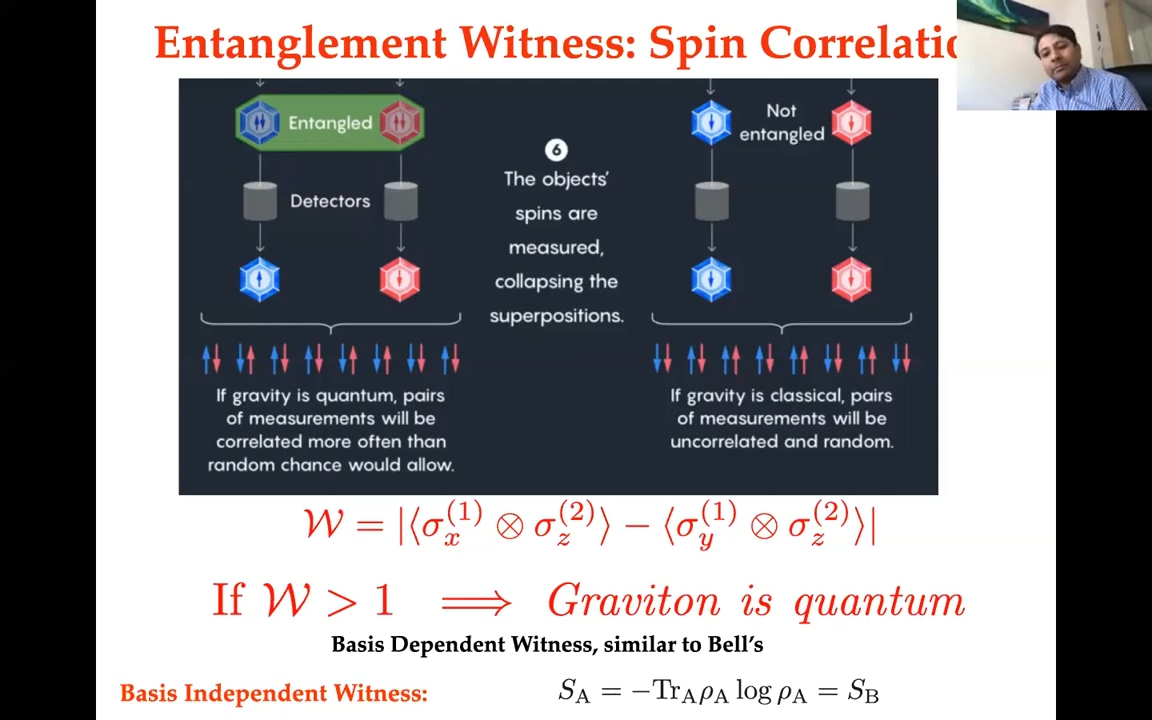 Entanglement Witness: Spin Correlatio
Entangled
Not
entangled
Detectors
6
The objects'
spins are
measured,
collapsing the
superpositions.
If gravity is quantum, pairs
of measurements will be
correlated more often than
random chance would allow.
If gravity is classical, pairs
of measurements will be
uncorrelated and random.
𝒲 = |⟨σ_x^{(1)} ⊗ σ_z^{(2)}⟩ − ⟨σ_y^{(1)} ⊗ σ_z^{(2)}⟩|
If 𝒲 > 1 ⟹ Graviton is quantum
Basis Dependent Witness, similar to Bell's
Basis Independent Witness: S_A = −Tr_A ρ_A log ρ_A = S_B